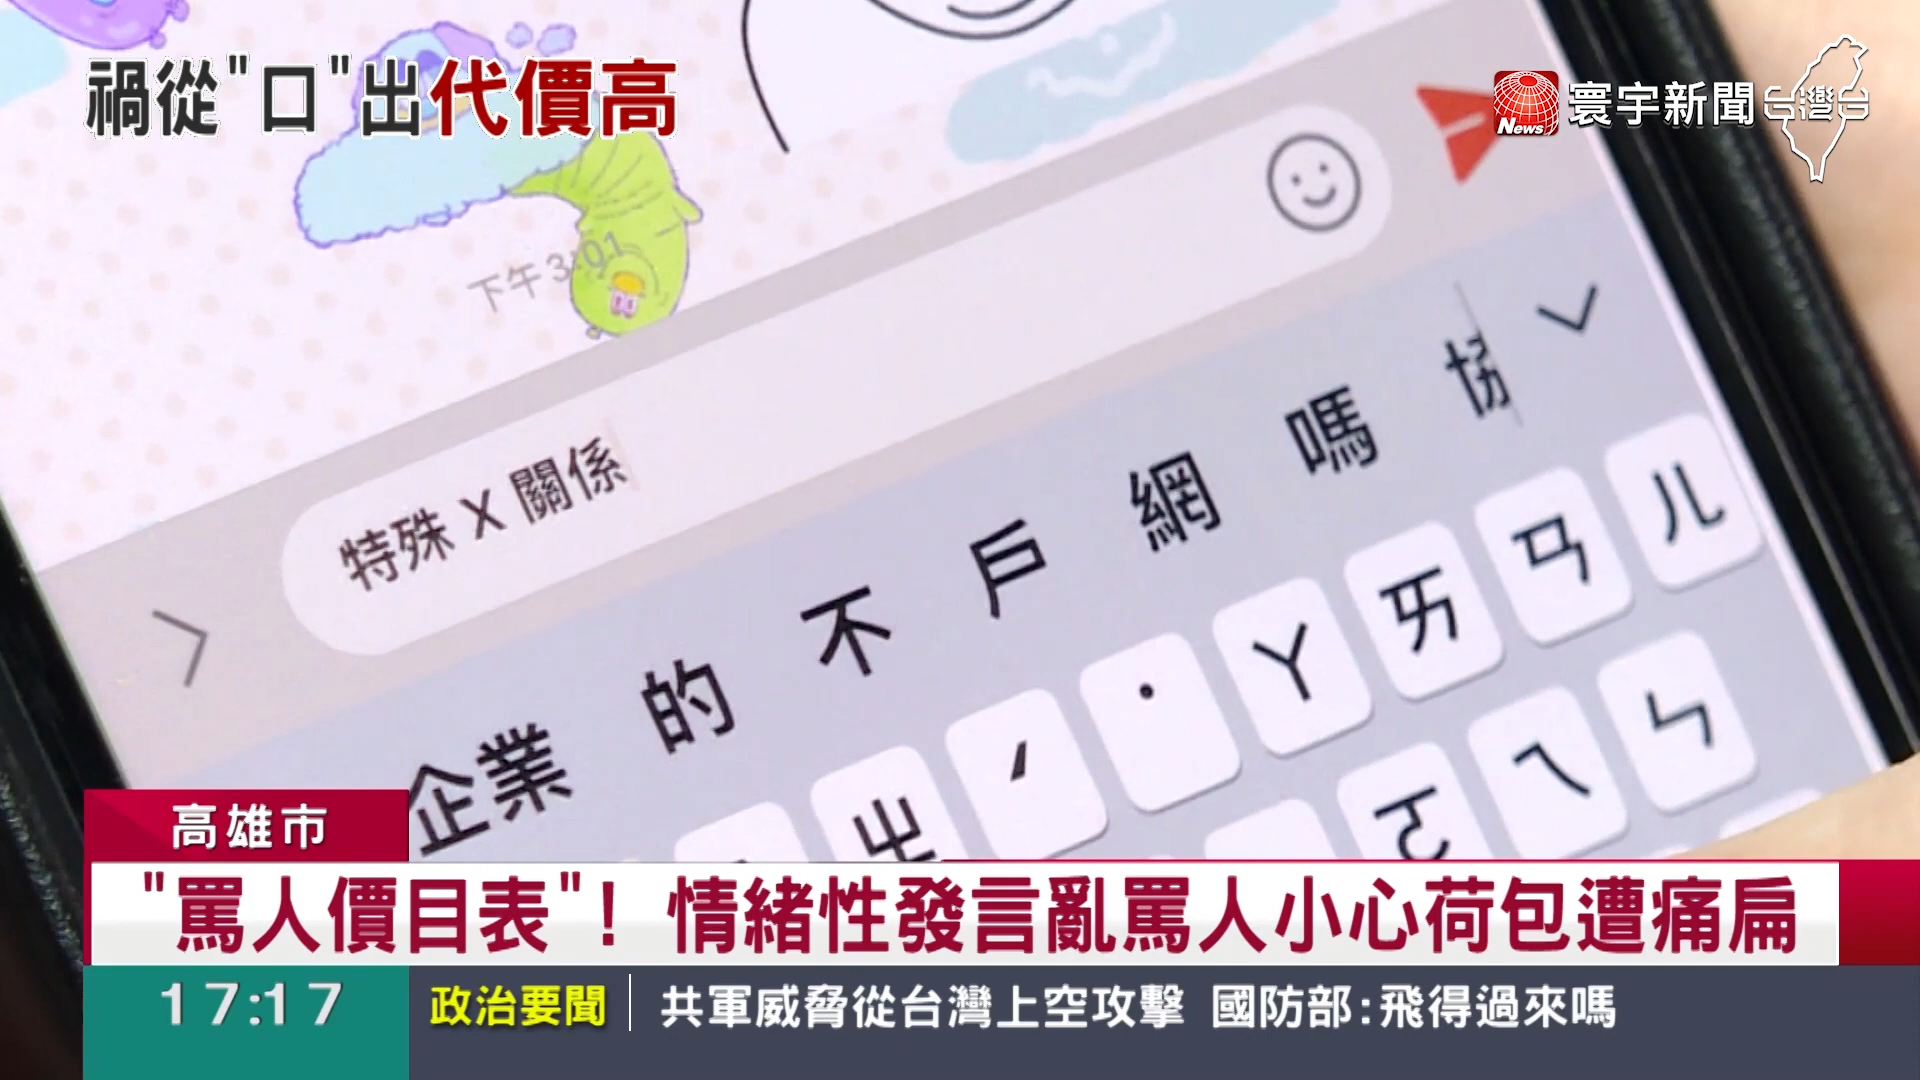 禍從"口"出代價高
News 寰宇新聞 台灣台
下午3:01
特殊X關係
企業 的 不 戶 網 嗎 協
ㄓ ˊ ˙ ㄚ ㄞ ㄢ ㄦ
ㄛ ㄟ ㄣ
高雄市
"罵人價目表"! 情緒性發言亂罵人小心荷包遭痛扁
17:17 政治要聞 共軍威脅從台灣上空攻擊 國防部:飛得過來嗎